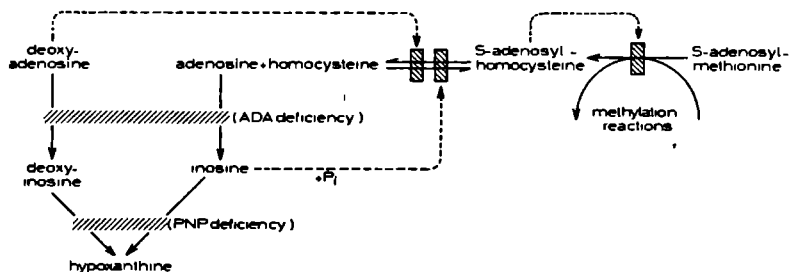 deoxy-
adenosine
adenosine+homocysteine
S-adenosyl-
homocysteine
S-adenosyl-
methionine
methylation
reactions
(ADA deficiency)
deoxy-
inosine
inosine
+Pi
(PNP deficiency)
hypoxanthine